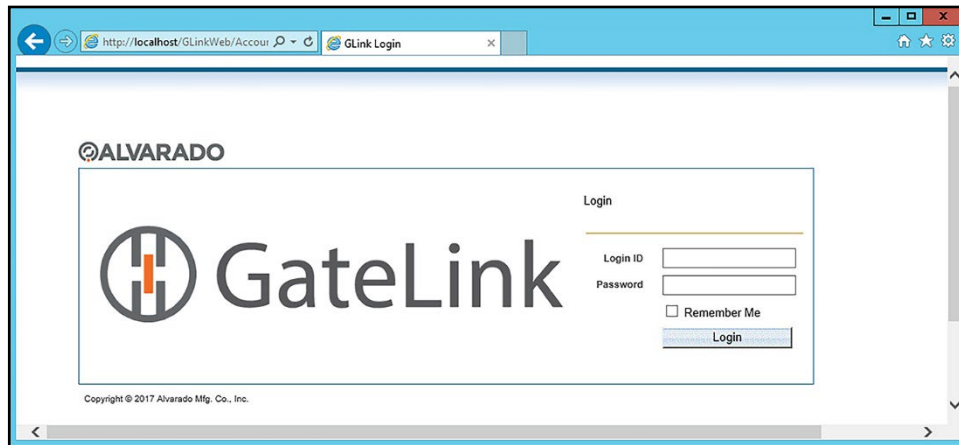 http://localhost/GLinkWeb/Accour
GLink Login
ALVARADO
GateLink
Login
Login ID
Password
Remember Me
Login
Copyright © 2017 Alvarado Mfg. Co., Inc.